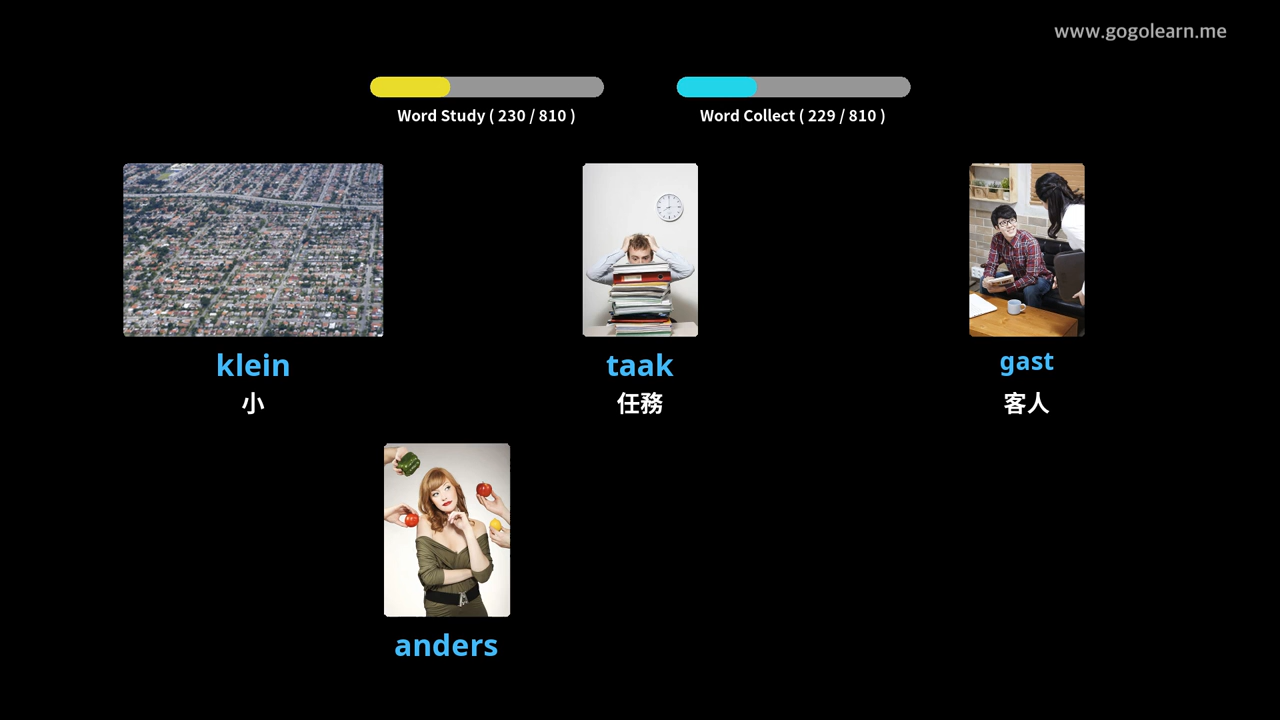 www.gogolearn.me
Word Study ( 230 / 810 )
Word Collect ( 229 / 810 )
klein
小
taak
任務
gast
客人
anders